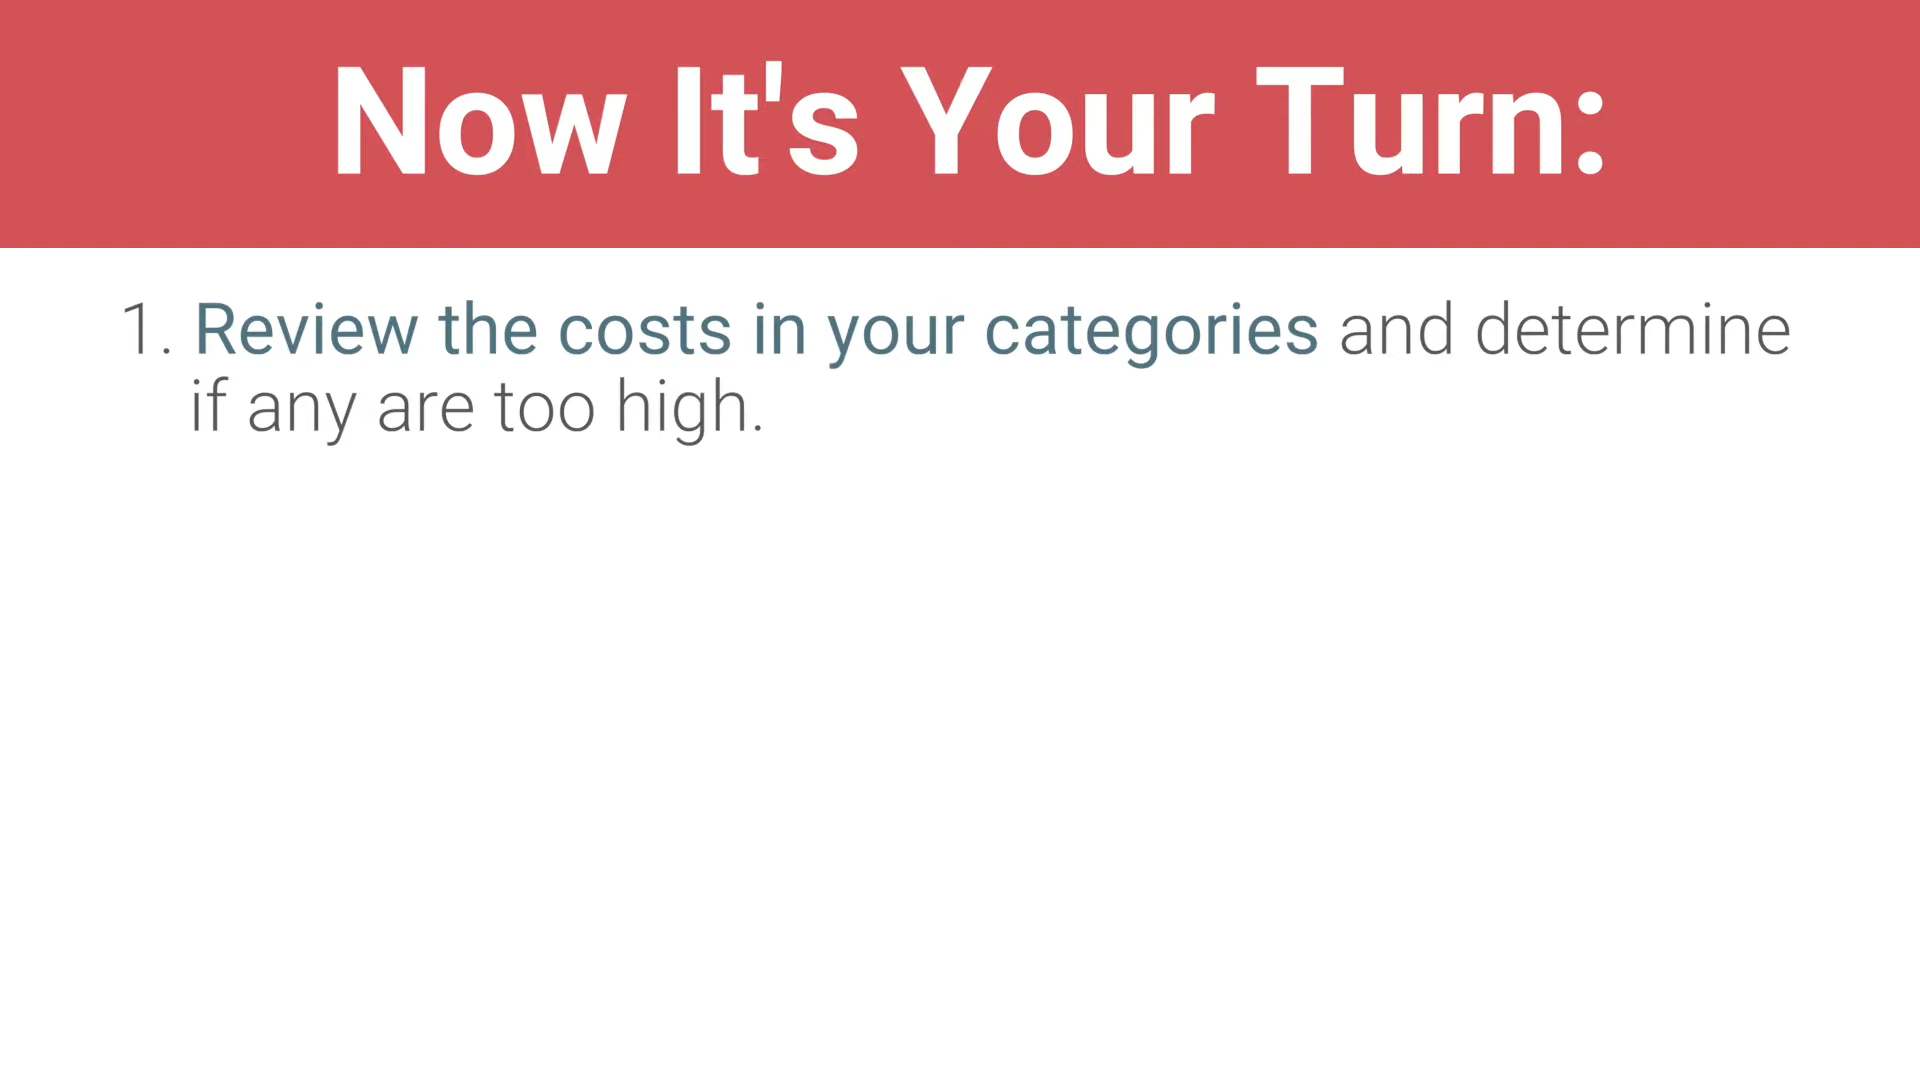 Now It's Your Turn:
1. Review the costs in your categories and determine
if any are too high.